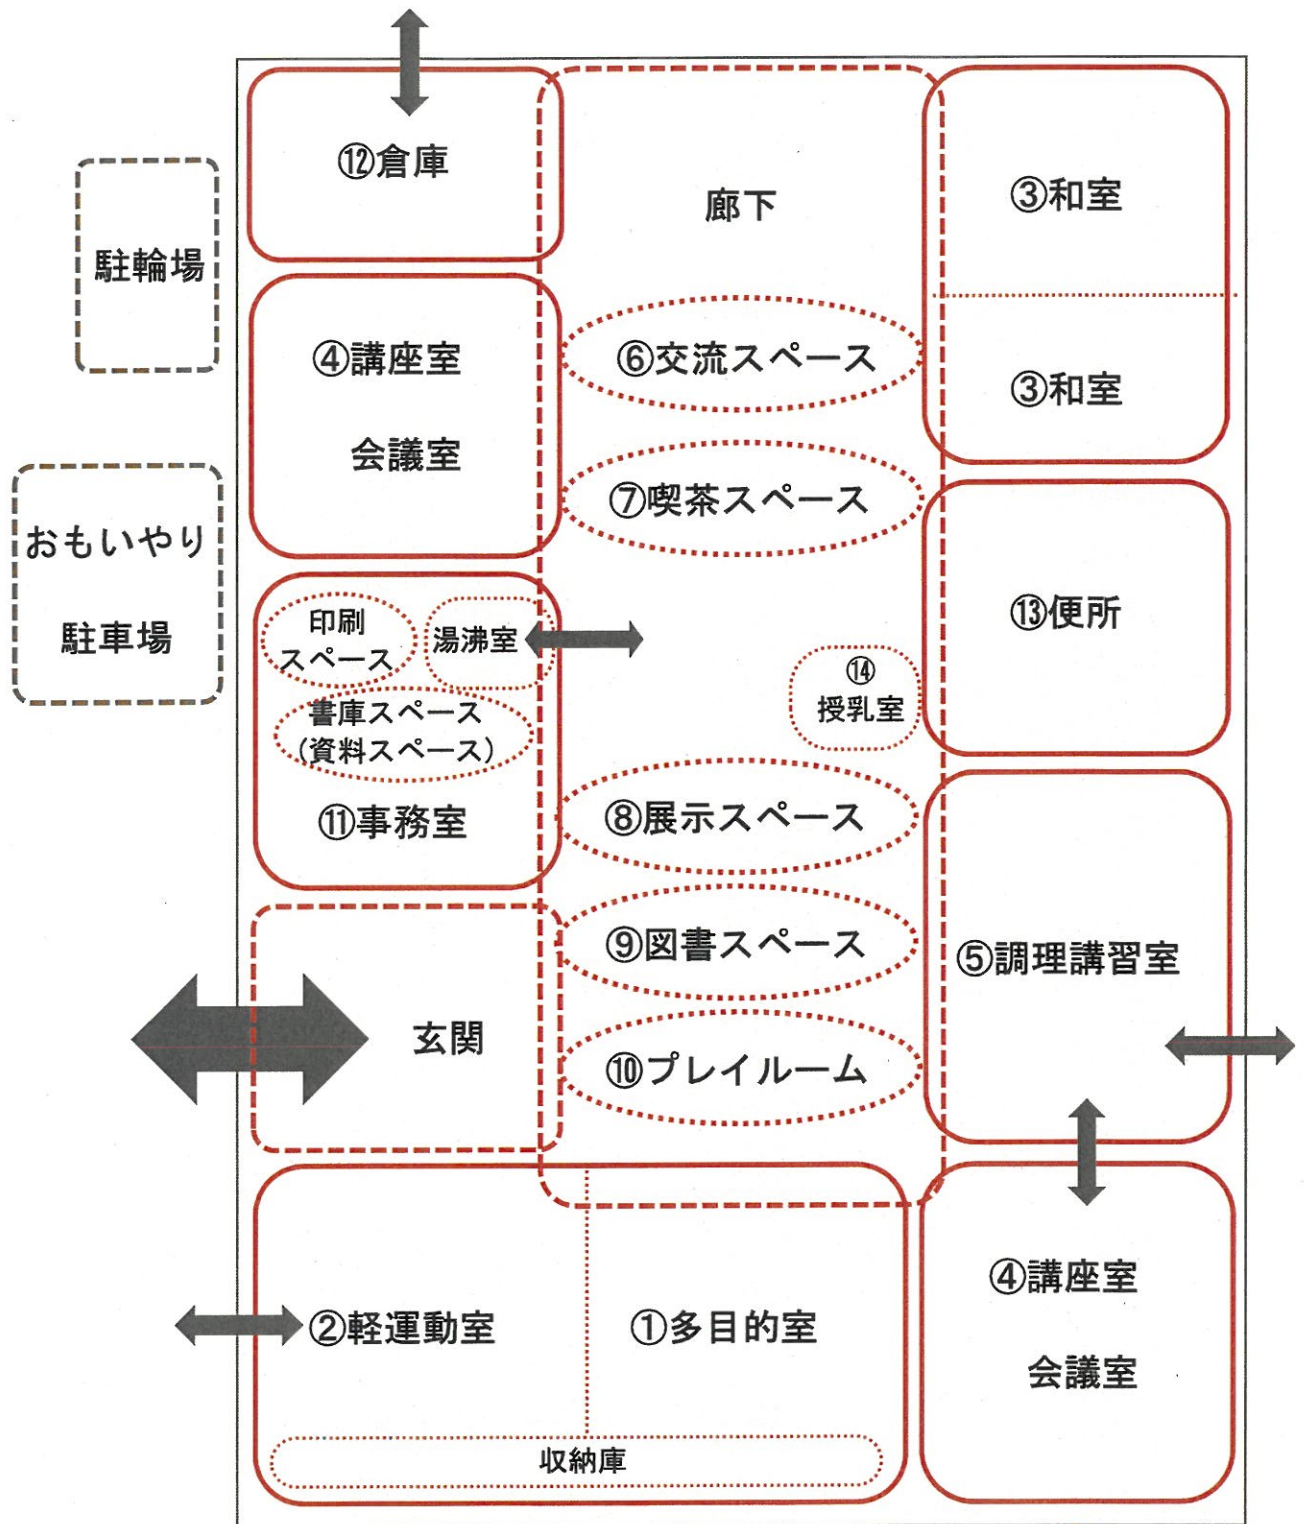 ⑫倉庫
廊下
③和室
駐輪場
④講座室
会議室
⑥交流スペース
③和室
⑦喫茶スペース
おもいやり
駐車場
印刷
スペース
湯沸室
書庫スペース
(資料スペース)
⑪事務室
⑬便所
⑭
授乳室
⑧展示スペース
⑨図書スペース
⑤調理講習室
玄関
⑩プレイルーム
②軽運動室
①多目的室
④講座室
会議室
収納庫